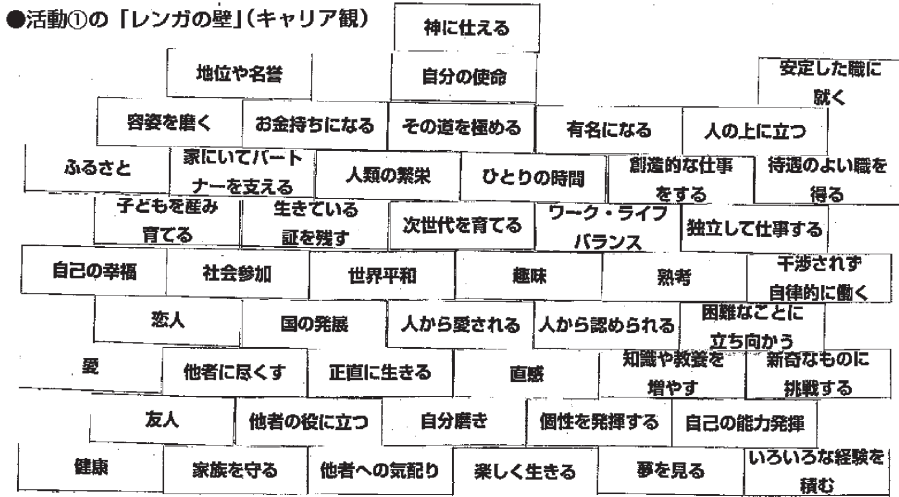 ●活動①の「レンガの壁」(キャリア観)
神に仕える
地位や名誉
自分の使命
安定した職に
就く
容姿を磨く
お金持ちになる
その道を極める
有名になる
人の上に立つ
ふるさと
家にいてパート
ナーを支える
人類の繁栄
ひとりの時間
創造的な仕事
をする
待遇のよい職を
得る
子どもを産み
育てる
生きている
証を残す
次世代を育てる
ワーク・ライフ
バランス
独立して仕事する
自己の幸福
社会参加
世界平和
趣味
熟考
干渉されず
自律的に働く
恋人
国の発展
人から愛される
人から認められる
困難なことに
立ち向かう
愛
他者に尽くす
正直に生きる
直感
知識や教養を
増やす
新奇なものに
挑戦する
友人
他者の役に立つ
自分磨き
個性を発揮する
自己の能力発揮
健康
家族を守る
他者への気配り
楽しく生きる
夢を見る
いろいろな経験を
積む